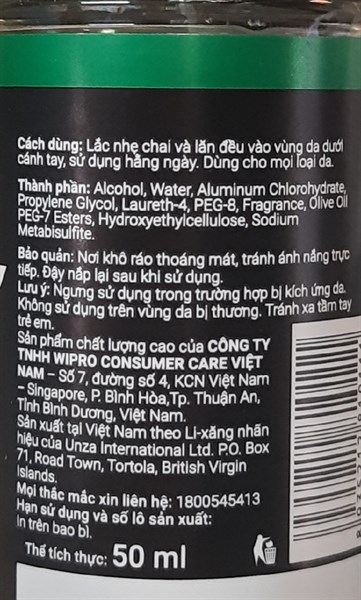 Cách dùng: Lắc nhẹ chai và lăn đều vào vùng da dưới
cánh tay, sử dụng hằng ngày. Dùng cho mọi loại da.
Thành phần: Alcohol, Water, Aluminum Chlorohydrate,
Propylene Glycol, Laureth-4, PEG-8, Fragrance, Olive Oil
PEG-7 Esters, Hydroxyethylcellulose, Sodium
Metabisulfite.
Bảo quản: Nơi khô ráo thoáng mát, tránh ánh nắng trực
tiếp. Đậy nắp lại sau khi sử dụng.
Lưu ý: Ngưng sử dụng trong trường hợp bị kích ứng da.
Không sử dụng trên vùng da bị thương. Tránh xa tầm tay
trẻ em.
Sản phẩm chất lượng cao của CÔNG TY
TNHH WIPRO CONSUMER CARE VIỆT
NAM – Số 7, đường số 4, KCN Việt Nam
– Singapore, P. Bình Hòa,Tp. Thuận An,
Tỉnh Bình Dương, Việt Nam.
Sản xuất tại Việt Nam theo Li-xăng nhãn
hiệu của Unza International Ltd. P.O. Box
71, Road Town, Tortola, British Virgin
Islands.
Mọi thắc mắc xin liên hệ: 1800545413
Hạn sử dụng và số lô sản xuất:
In trên bao bì.
Thể tích thực: 50 ml